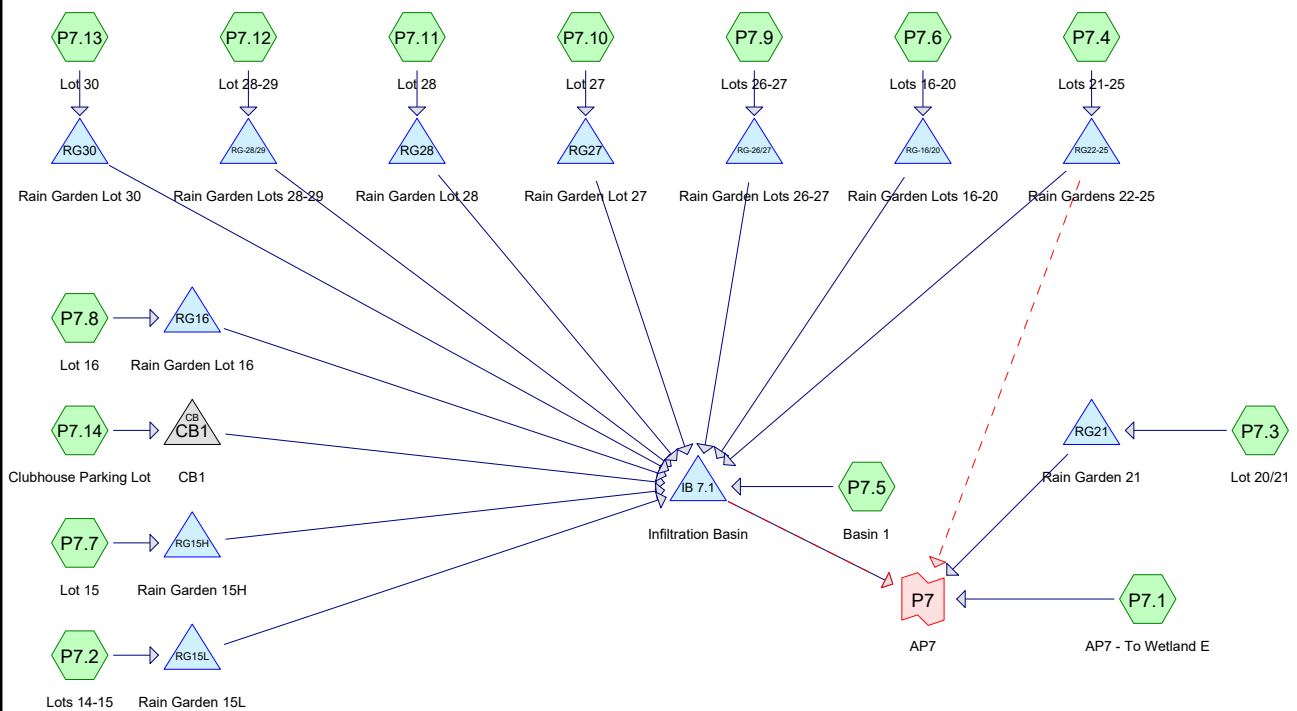 P7.13 P7.12 P7.11 P7.10 P7.9 P7.6 P7.4
Lot 30 Lot 28-29 Lot 28 Lot 27 Lots 26-27 Lots 16-20 Lots 21-25
RG30 RG-28/29 RG28 RG27 RG-26/27 RG-16/20 RG22-25
Rain Garden Lot 30 Rain Garden Lots 28-29 Rain Garden Lot 28 Rain Garden Lot 27 Rain Garden Lots 26-27 Rain Garden Lots 16-20 Rain Gardens 22-25
P7.8 RG16
Lot 16 Rain Garden Lot 16
CB
P7.14 CB1 RG21 P7.3
Clubhouse Parking Lot CB1 Rain Garden 21 Lot 20/21
IB 7.1 P7.5
Infiltration Basin Basin 1
P7.7 RG15H
Lot 15 Rain Garden 15H
P7 P7.1
AP7 AP7 - To Wetland E
P7.2 RG15L
Lots 14-15 Rain Garden 15L